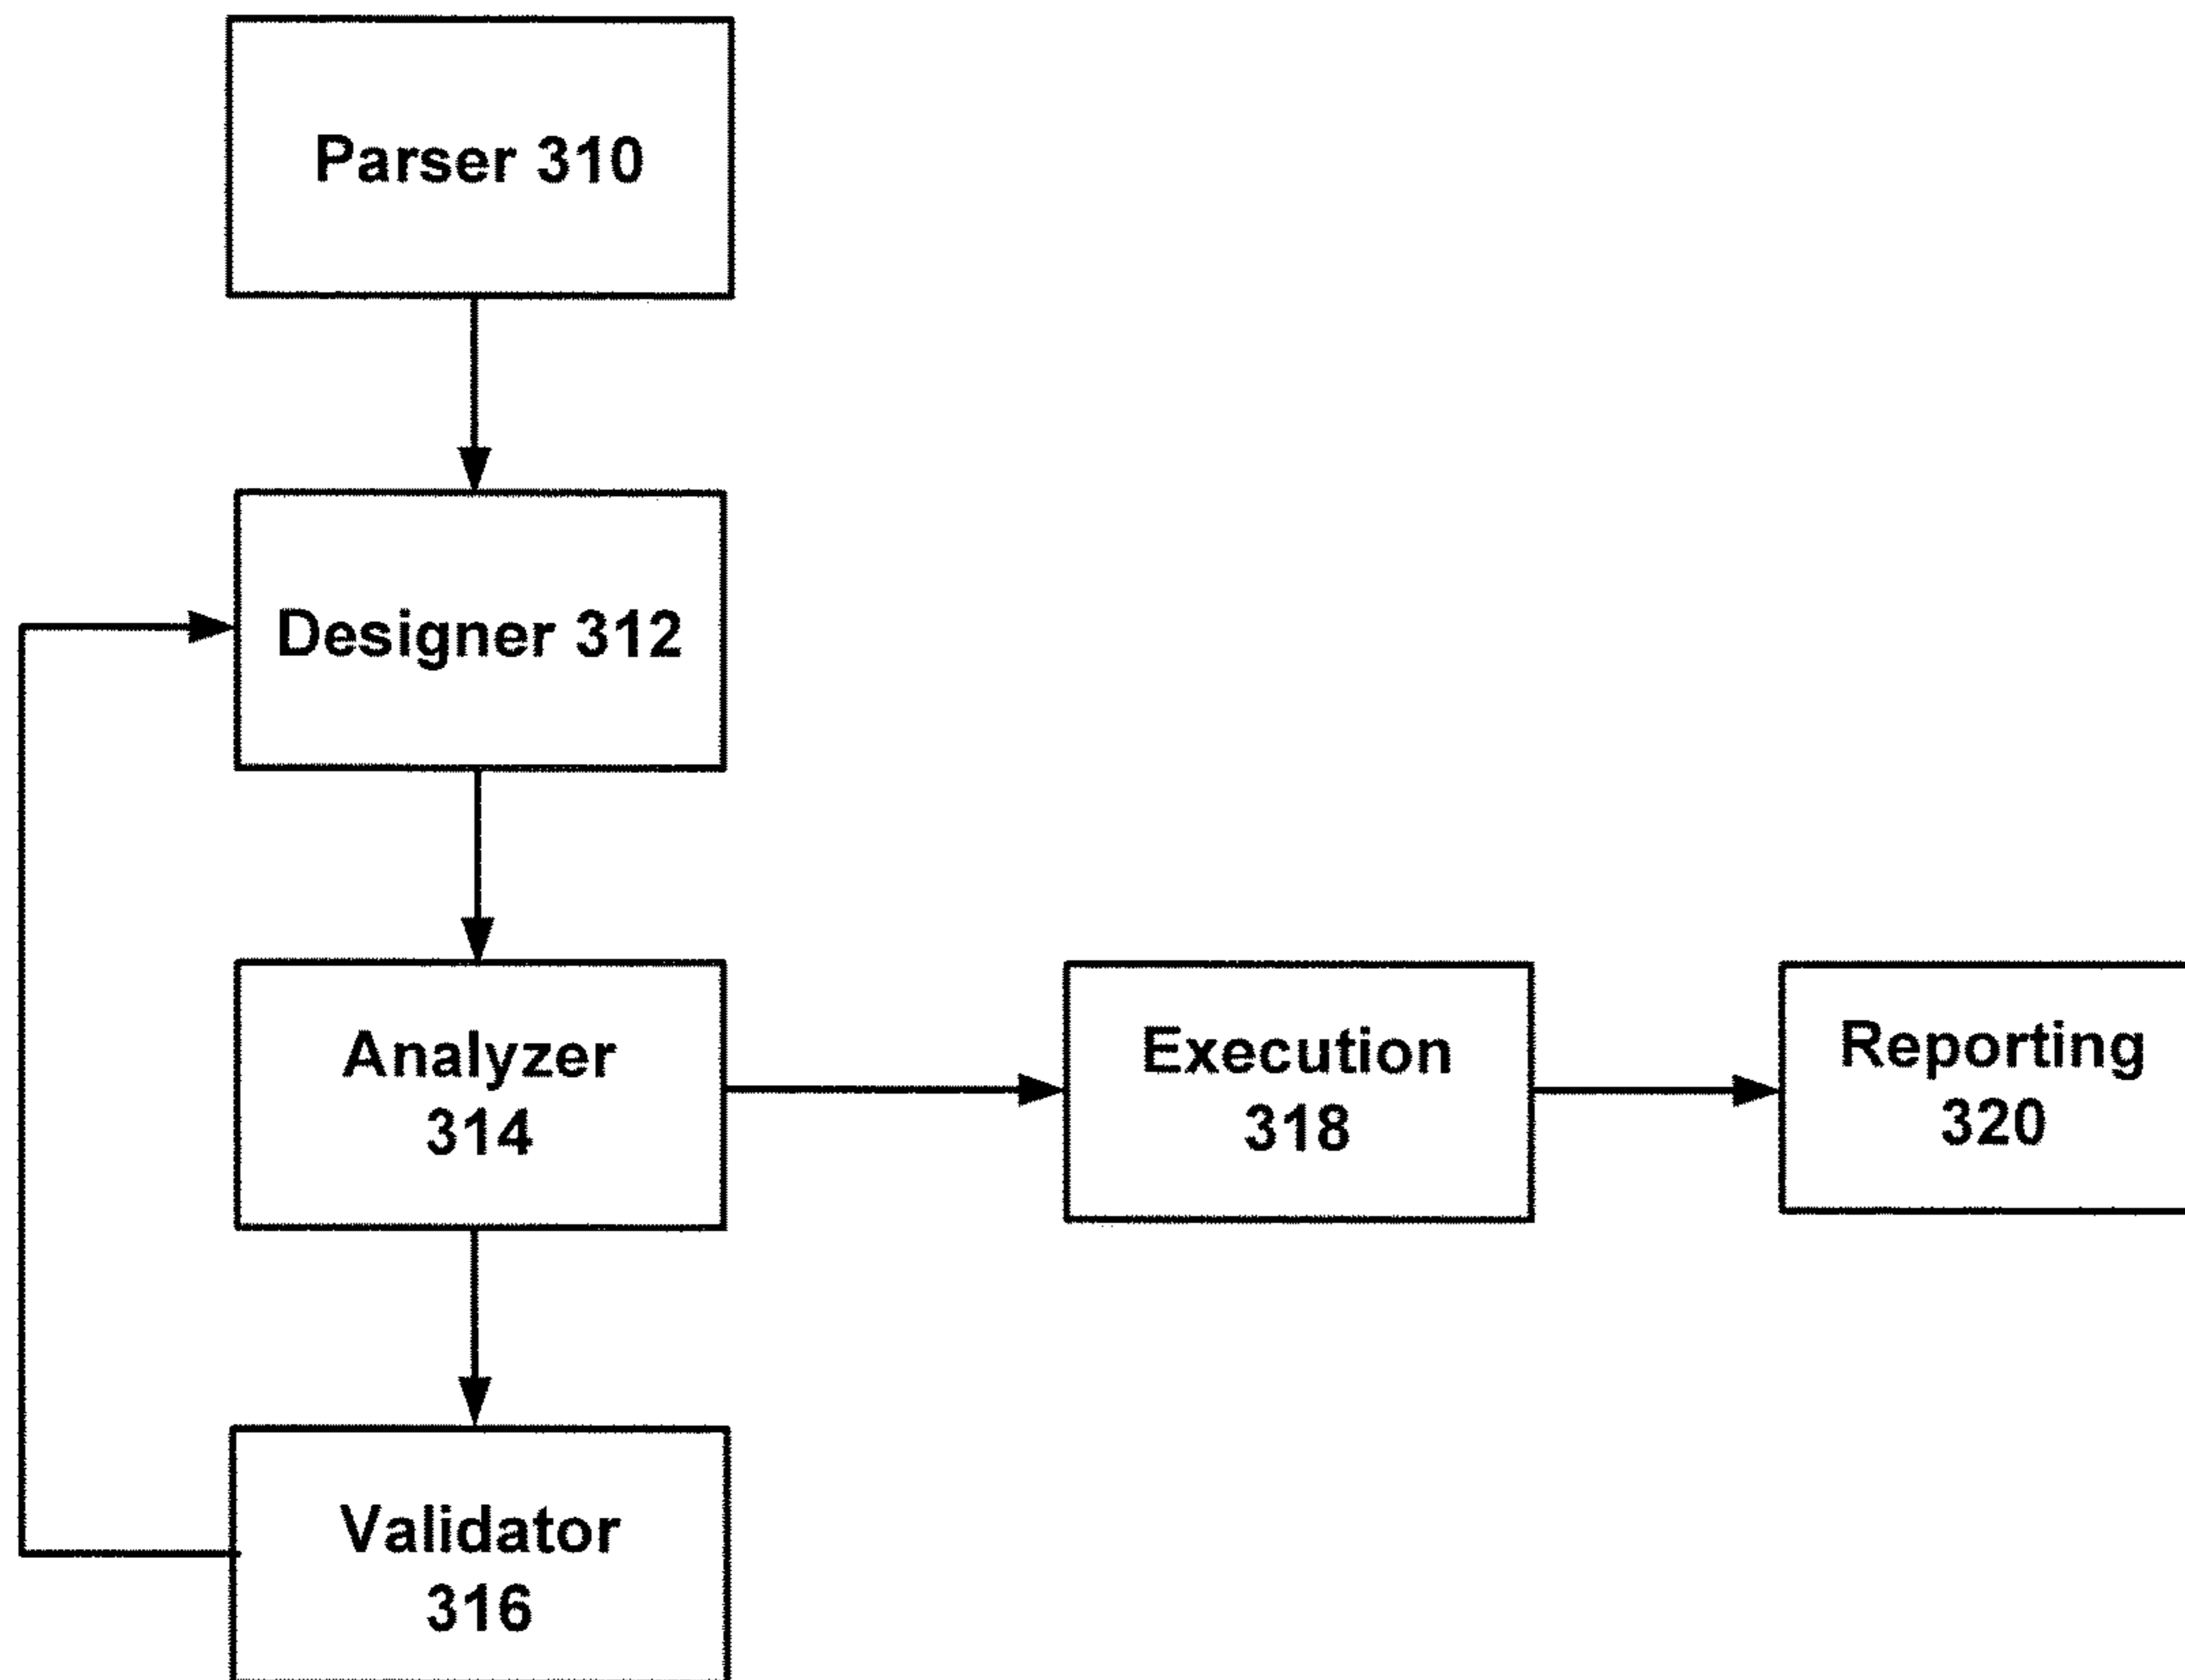 Parser 310
Designer 312
Analyzer
314
Execution
318
Reporting
320
Validator
316